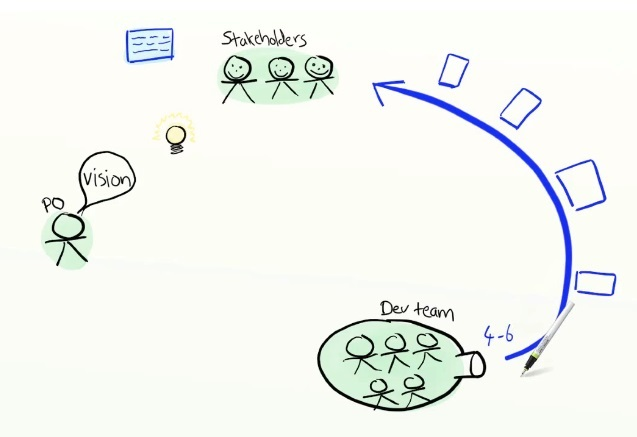 Stakeholders
vision
PO
Dev team
4-6